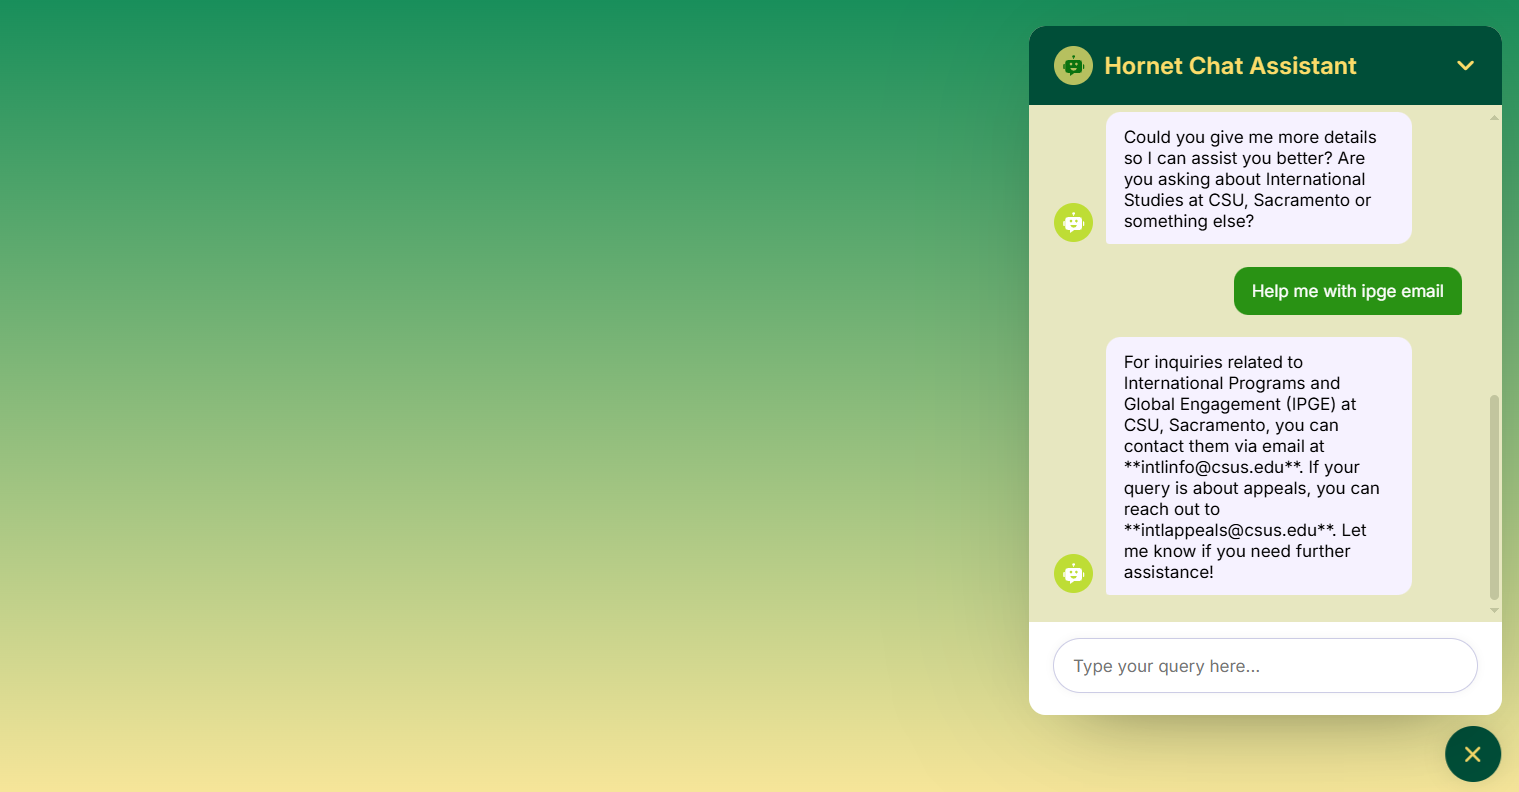 Hornet Chat Assistant
Could you give me more details
so I can assist you better? Are
you asking about International
Studies at CSU, Sacramento or
something else?
Help me with ipge email
For inquiries related to
International Programs and
Global Engagement (IPGE) at
CSU, Sacramento, you can
contact them via email at
**intlinfo@csus.edu**. If your
query is about appeals, you can
reach out to
**intlappeals@csus.edu**. Let
me know if you need further
assistance!
Type your query here...